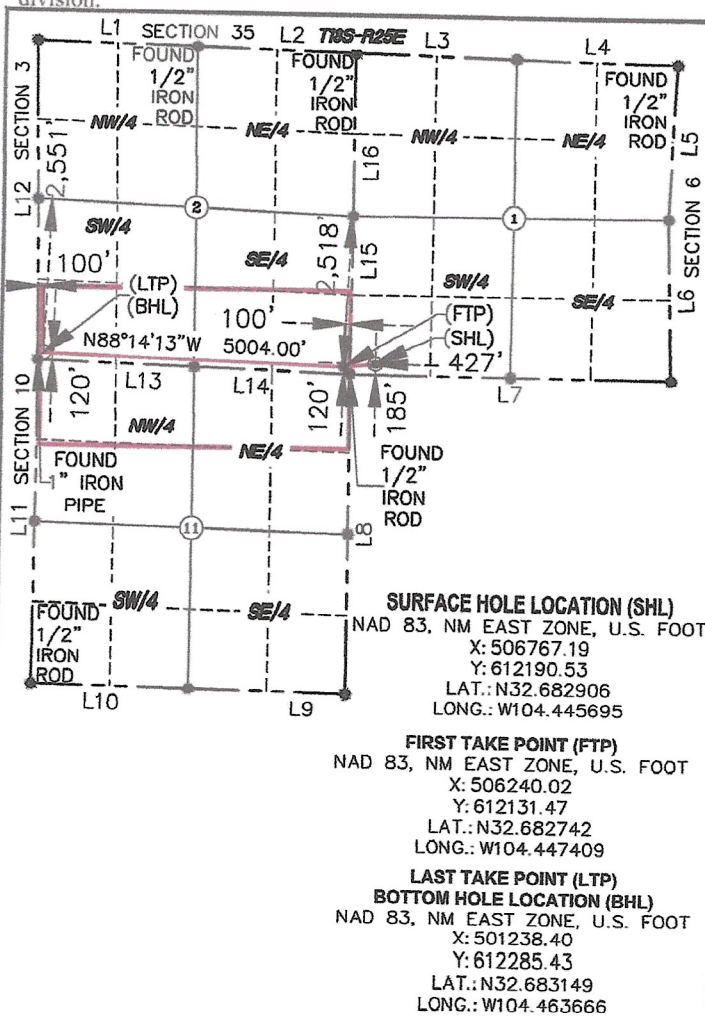 division.
L1 SECTION 35 L2 T18S-R25E L3 L4
FOUND
1/2"
IRON
ROD
FOUND
1/2"
IRON
ROD
FOUND
1/2"
IRON
ROD
SECTION 3
NW/4
NE/4
NW/4
NE/4
L5
L16
2,551'
L12
2
1
SECTION 6
SW/4
2,518'
L15
SE/4
100'
(LTP)
(BHL)
SW/4
SE/4
L6
100'
(FTP)
(SHL)
N88°14'13"W 5004.00'
427'
L13
L14
L7
120'
120'
185'
SECTION 10
NW/4
NE/4
FOUND
1" IRON
PIPE
FOUND
1/2"
IRON
ROD
L11
11
L8
SW/4
SE/4
FOUND
1/2"
IRON
ROD
L10
L9
SURFACE HOLE LOCATION (SHL)
NAD 83, NM EAST ZONE, U.S. FOOT
X: 506767.19
Y: 612190.53
LAT.: N32.682906
LONG.: W104.445695
FIRST TAKE POINT (FTP)
NAD 83, NM EAST ZONE, U.S. FOOT
X: 506240.02
Y: 612131.47
LAT.: N32.682742
LONG.: W104.447409
LAST TAKE POINT (LTP)
BOTTOM HOLE LOCATION (BHL)
NAD 83, NM EAST ZONE, U.S. FOOT
X: 501238.40
Y: 612285.43
LAT.: N32.683149
LONG.: W104.463666